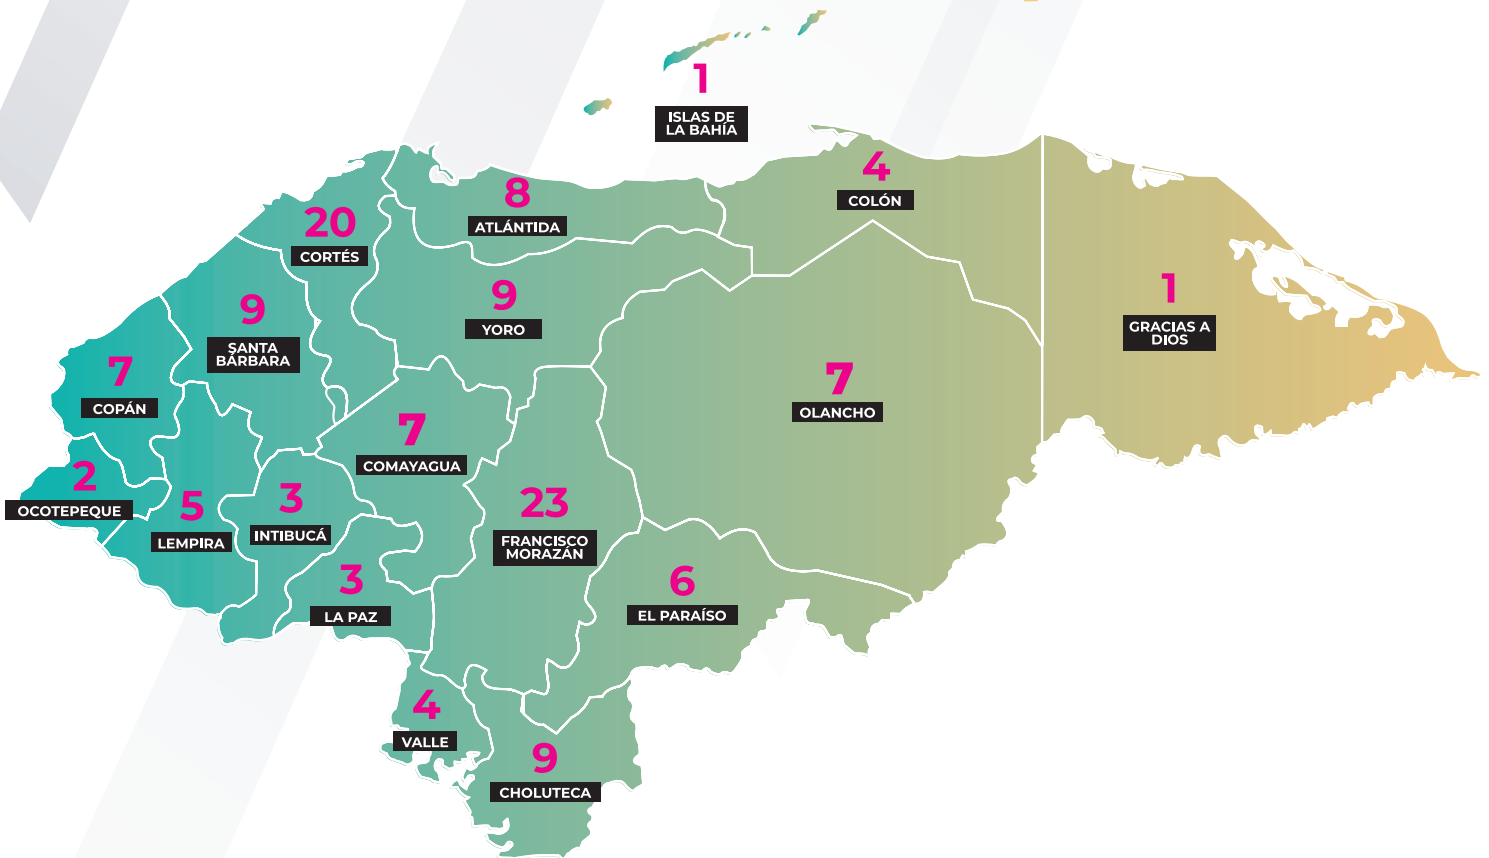 1
ISLAS DE
LA BAHÍA
4
COLÓN
8
ATLÁNTIDA
20
CORTÉS
1
GRACIAS A
DIOS
9
YORO
9
SANTA
BÁRBARA
7
COPÁN
7
OLANCHO
7
COMAYAGUA
2
OCOTEPEQUE
5
LEMPIRA
3
INTIBUCÁ
23
FRANCISCO
MORAZÁN
3
LA PAZ
6
EL PARAÍSO
4
VALLE
9
CHOLUTECA